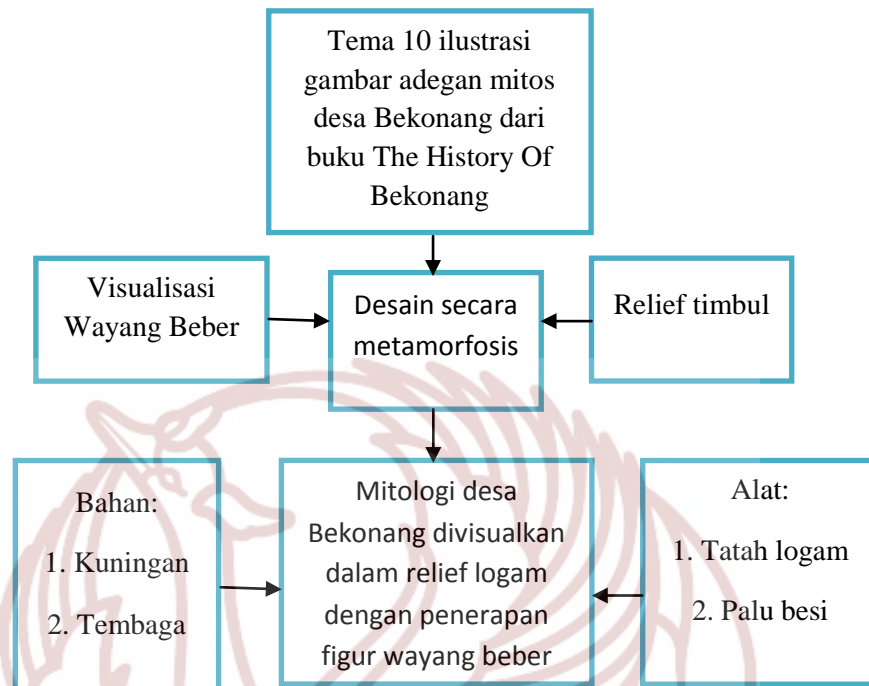 Tema 10 ilustrasi
gambar adegan mitos
desa Bekonang dari
buku The History Of
Bekonang
Visualisasi
Wayang Beber
Desain secara
metamorfosis
Relief timbul
Bahan:
1. Kuningan
2. Tembaga
Mitologi desa
Bekonang divisualkan
dalam relief logam
dengan penerapan
figur wayang beber
Alat:
1. Tatah logam
2. Palu besi